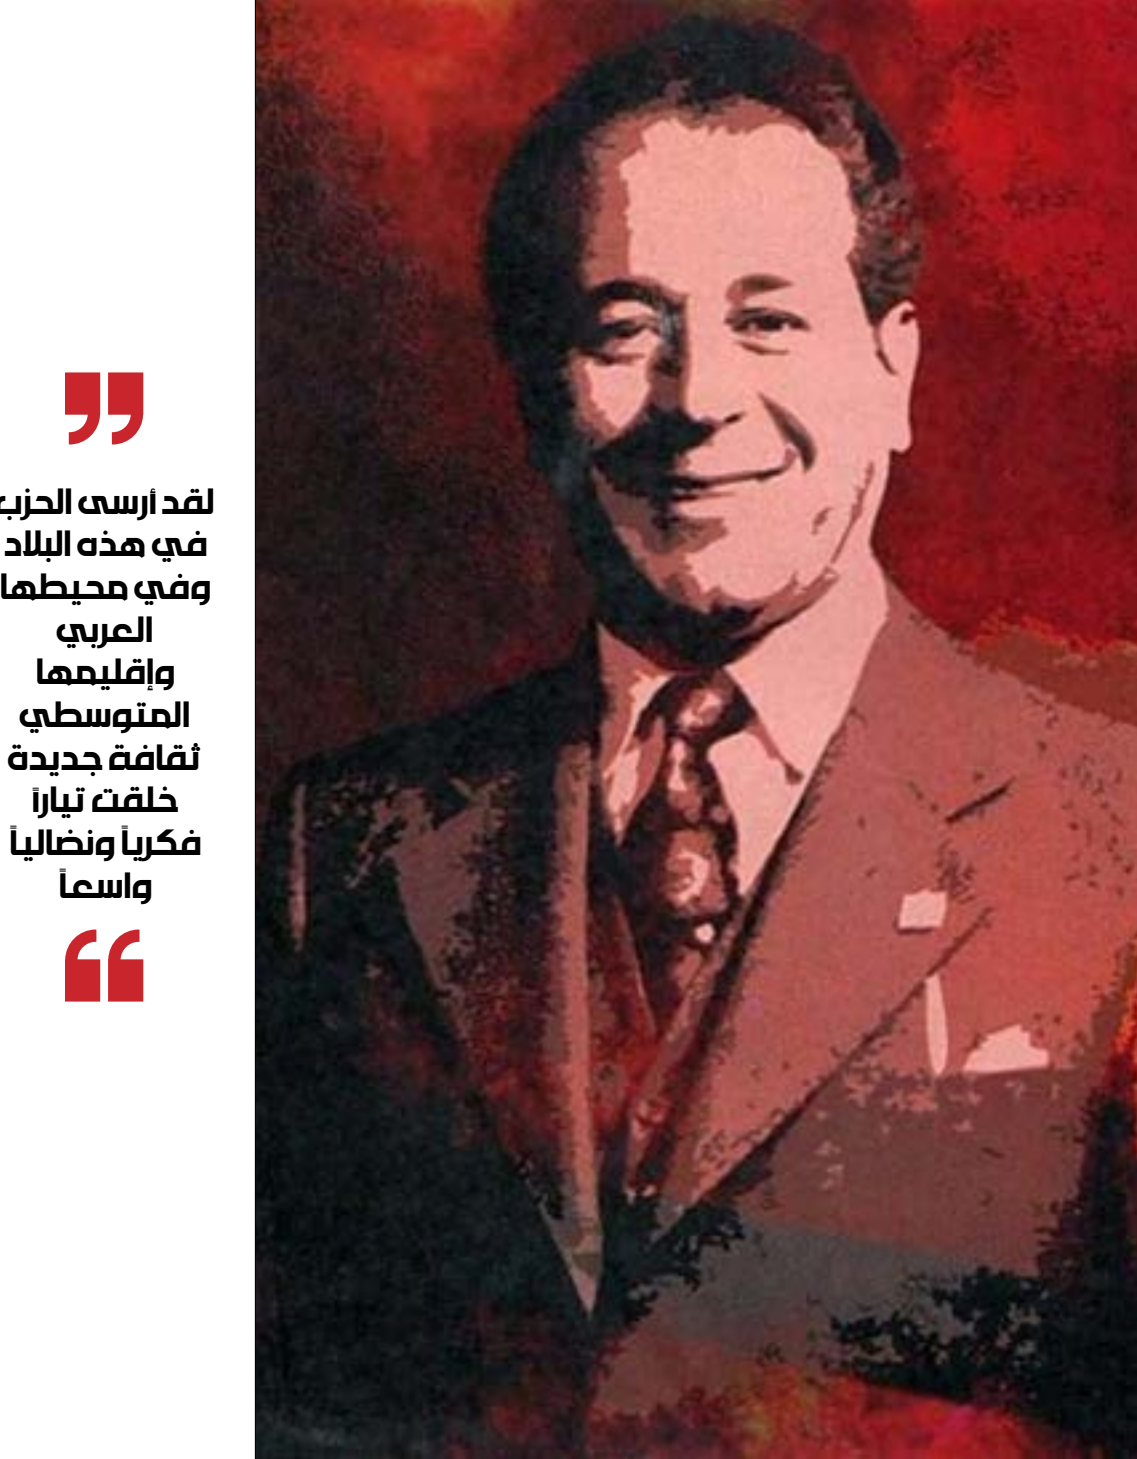 لقد أرسى الحزب
في هذه البلاد
وفي محيطها
العربي
وإقليمها
المتوسطي
ثقافة جديدة
خلقت تياراً
فكرياً ونضالياً
واسعاً